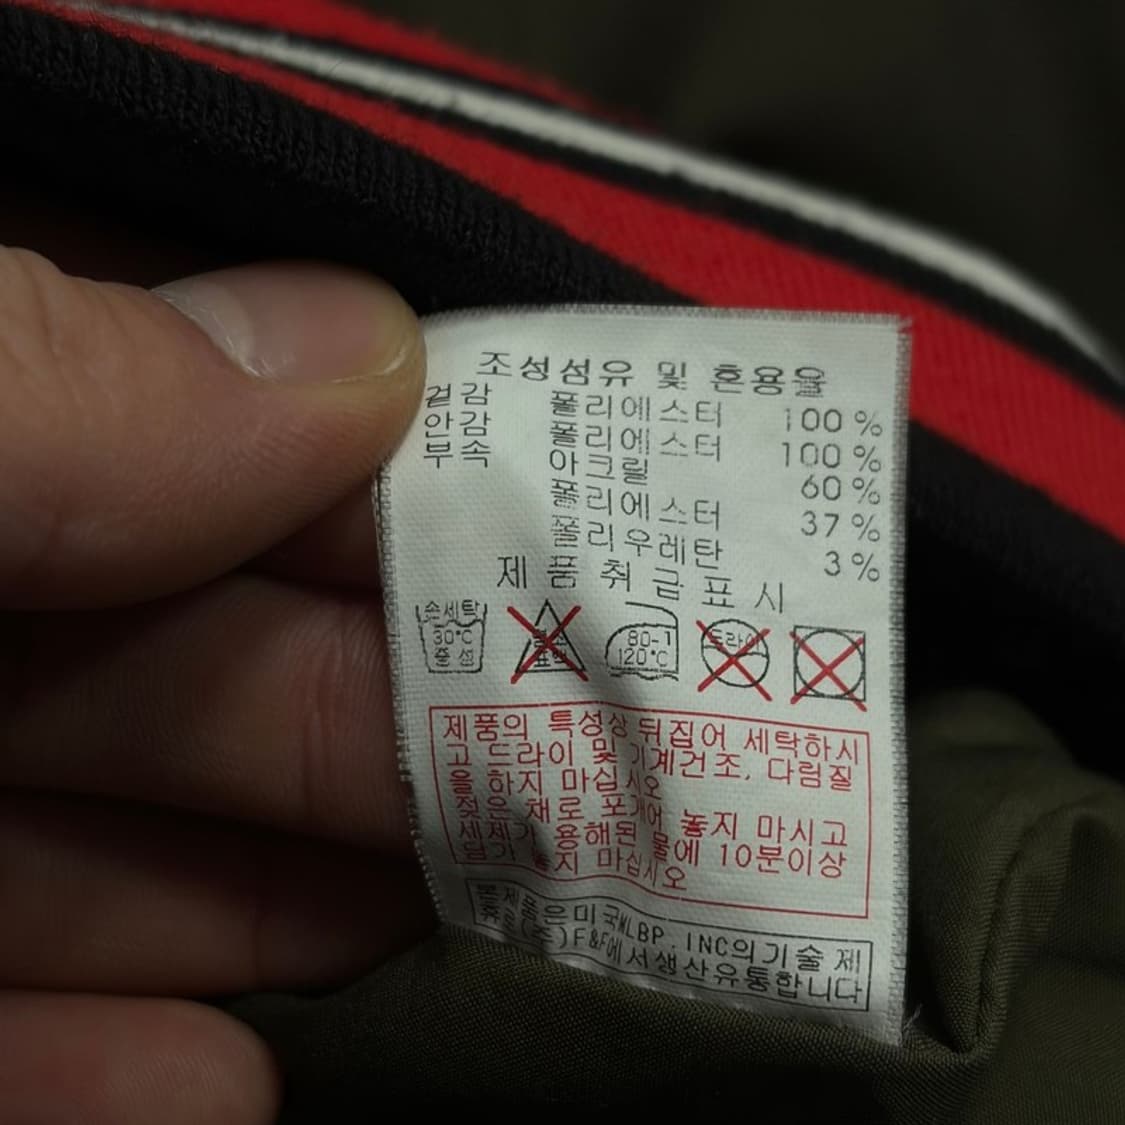 조성섬유 및 혼용율
겉감 폴리에스터 100%
안감 폴리에스터 100%
부속 아크릴 60%
폴리에스터 37%
폴리우레탄 3%
제품취급표시
손세탁
30°C
중성
염소
표백
80-1
120°C
드라이
제품의 특성상 뒤집어 세탁하시
고 드라이 및 기계건조, 다림질
을 하지 마십시오
젖은 채로 포개어 놓지 마시고
세제가 용해된 물에 10분이상
담가 놓지 마십시오
본제품은미국MLBP.INC의기술제
휴로(주)F&F에서생산유통합니다